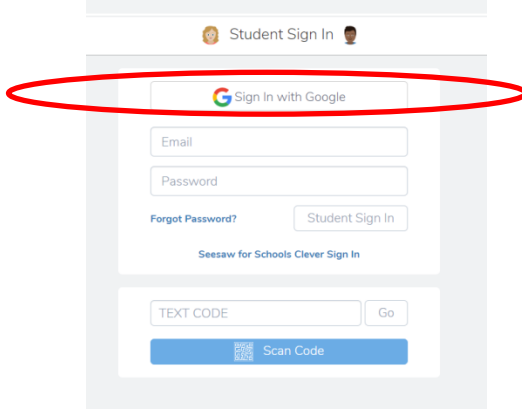 Student Sign In
Sign In with Google
Email
Password
Forgot Password? Student Sign In
Seesaw for Schools Clever Sign In
TEXT CODE Go
Scan Code